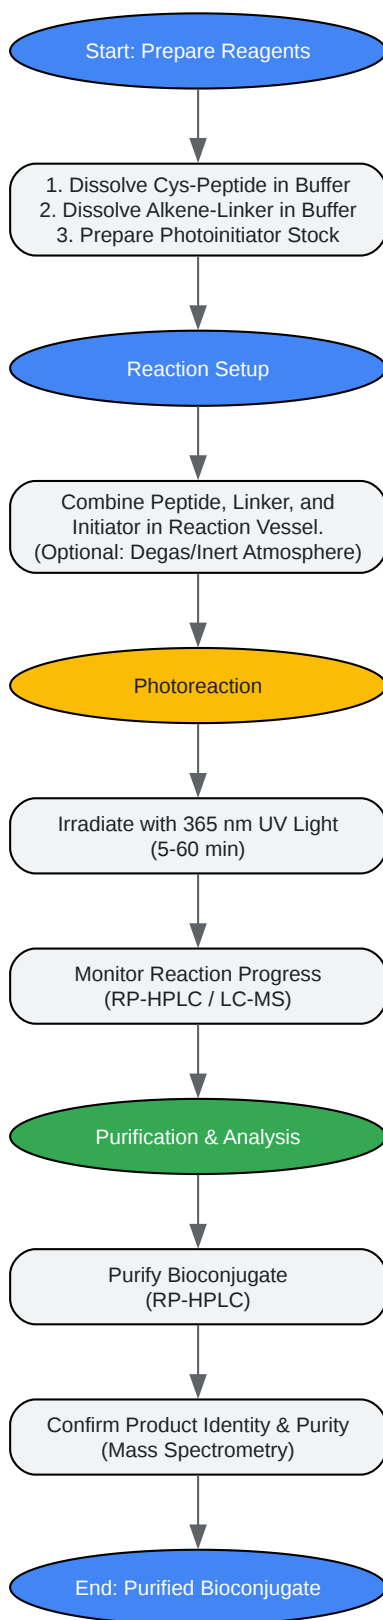 Start: Prepare Reagents
1. Dissolve Cys-Peptide in Buffer
2. Dissolve Alkene-Linker in Buffer
3. Prepare Photoinitiator Stock
Reaction Setup
Combine Peptide, Linker, and
Initiator in Reaction Vessel.
(Optional: Degas/Inert Atmosphere)
Photoreaction
Irradiate with 365 nm UV Light
(5-60 min)
Monitor Reaction Progress
(RP-HPLC / LC-MS)
Purification & Analysis
Purify Bioconjugate
(RP-HPLC)
Confirm Product Identity & Purity
(Mass Spectrometry)
End: Purified Bioconjugate